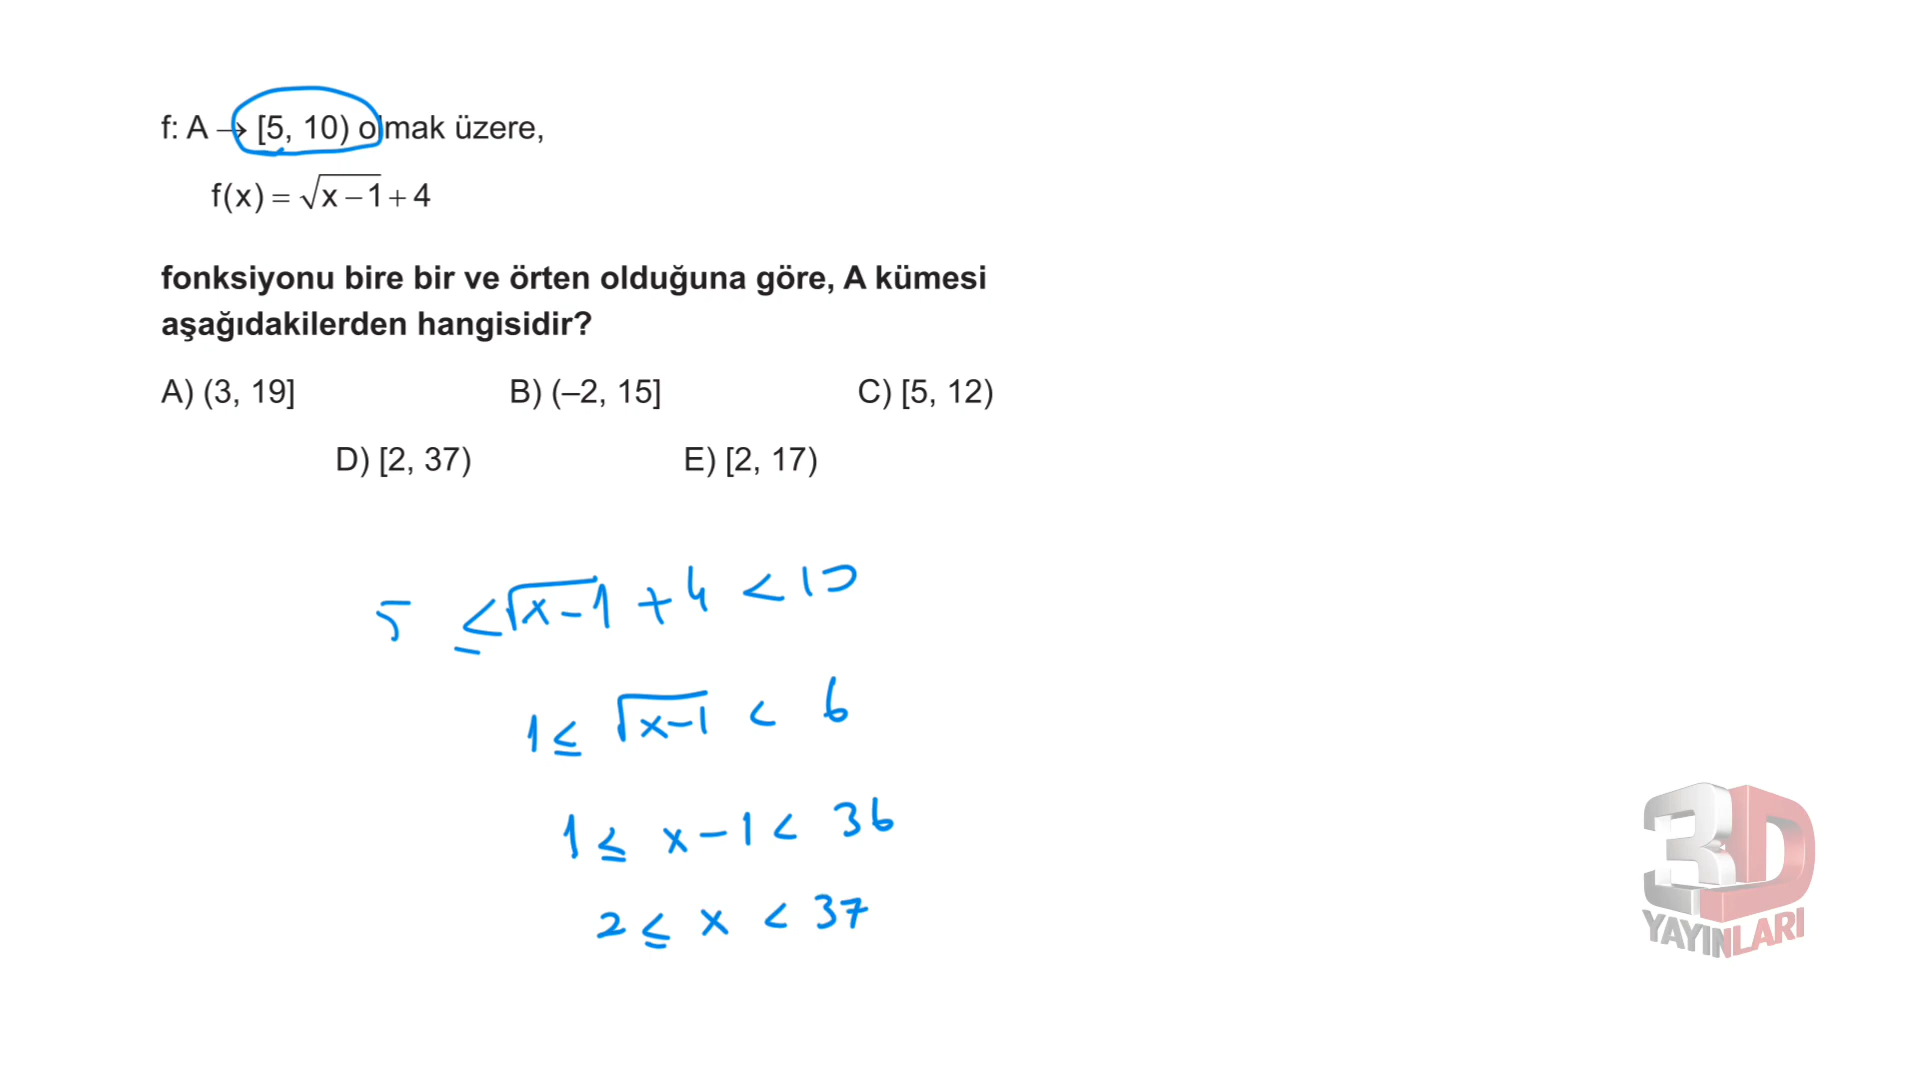 f: A → [5, 10) olmak üzere,
f(x) = √x − 1 + 4
fonksiyonu bire bir ve örten olduğuna göre, A kümesi
aşağıdakilerden hangisidir?
A) (3, 19] B) (–2, 15] C) [5, 12)
D) [2, 37) E) [2, 17)
5 ≤ √x−1 + 4 < 10
1 ≤ √x−1 < 6
1 ≤ x−1 < 36
2 ≤ x < 37
3D
YAYINLARI